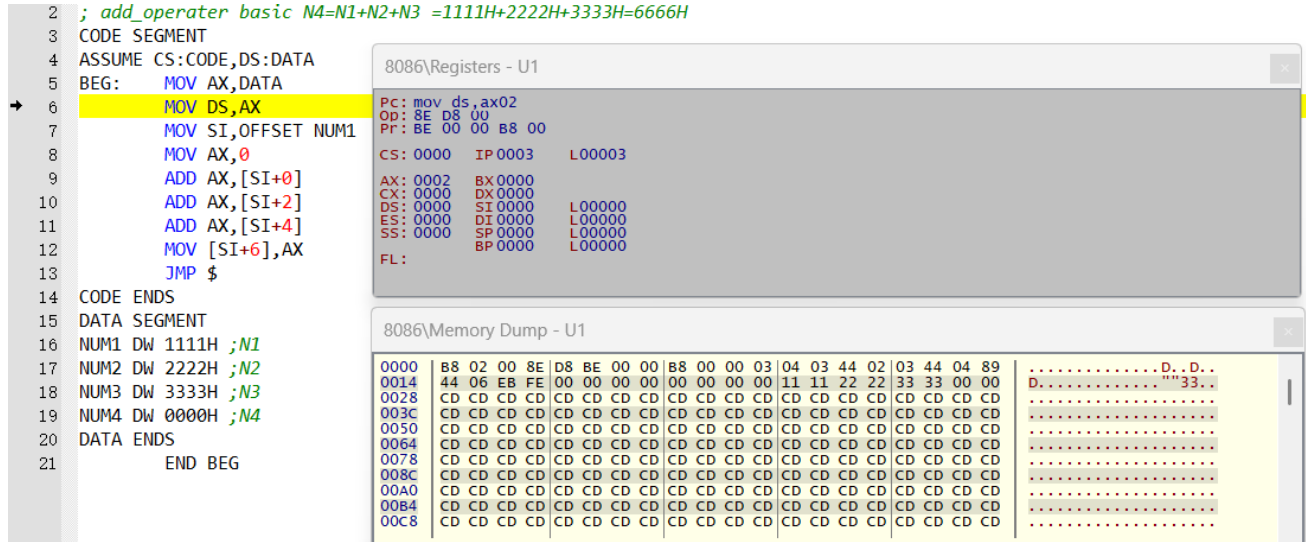 2 ; add_operater basic N4=N1+N2+N3 =1111H+2222H+3333H=6666H
3 CODE SEGMENT
4 ASSUME CS:CODE,DS:DATA
5 BEG: MOV AX,DATA
6 MOV DS,AX
7 MOV SI,OFFSET NUM1
8 MOV AX,0
9 ADD AX,[SI+0]
10 ADD AX,[SI+2]
11 ADD AX,[SI+4]
12 MOV [SI+6],AX
13 JMP $
14 CODE ENDS
15 DATA SEGMENT
16 NUM1 DW 1111H ;N1
17 NUM2 DW 2222H ;N2
18 NUM3 DW 3333H ;N3
19 NUM4 DW 0000H ;N4
20 DATA ENDS
21 END BEG
8086\Registers - U1
Pc: mov ds,ax02
Op: 8E D8 00
Pr: BE 00 00 B8 00
CS: 0000 IP 0003 L00003
AX: 0002 BX 0000
CX: 0000 DX 0000
DS: 0000 SI 0000 L00000
ES: 0000 DI 0000 L00000
SS: 0000 SP 0000 L00000
BP 0000 L00000
FL:
8086\Memory Dump - U1
0000 B8 02 00 8E D8 BE 00 00 B8 00 00 03 04 03 44 02 03 44 04 89 ..............D..D..
0014 44 06 EB FE 00 00 00 00 00 00 00 00 11 11 22 22 33 33 00 00 D.............""33..
0028 CD CD CD CD CD CD CD CD CD CD CD CD CD CD CD CD CD CD CD CD ....................
003C CD CD CD CD CD CD CD CD CD CD CD CD CD CD CD CD CD CD CD CD ....................
0050 CD CD CD CD CD CD CD CD CD CD CD CD CD CD CD CD CD CD CD CD ....................
0064 CD CD CD CD CD CD CD CD CD CD CD CD CD CD CD CD CD CD CD CD ....................
0078 CD CD CD CD CD CD CD CD CD CD CD CD CD CD CD CD CD CD CD CD ....................
008C CD CD CD CD CD CD CD CD CD CD CD CD CD CD CD CD CD CD CD CD ....................
00A0 CD CD CD CD CD CD CD CD CD CD CD CD CD CD CD CD CD CD CD CD ....................
00B4 CD CD CD CD CD CD CD CD CD CD CD CD CD CD CD CD CD CD CD CD ....................
00C8 CD CD CD CD CD CD CD CD CD CD CD CD CD CD CD CD CD CD CD CD ....................